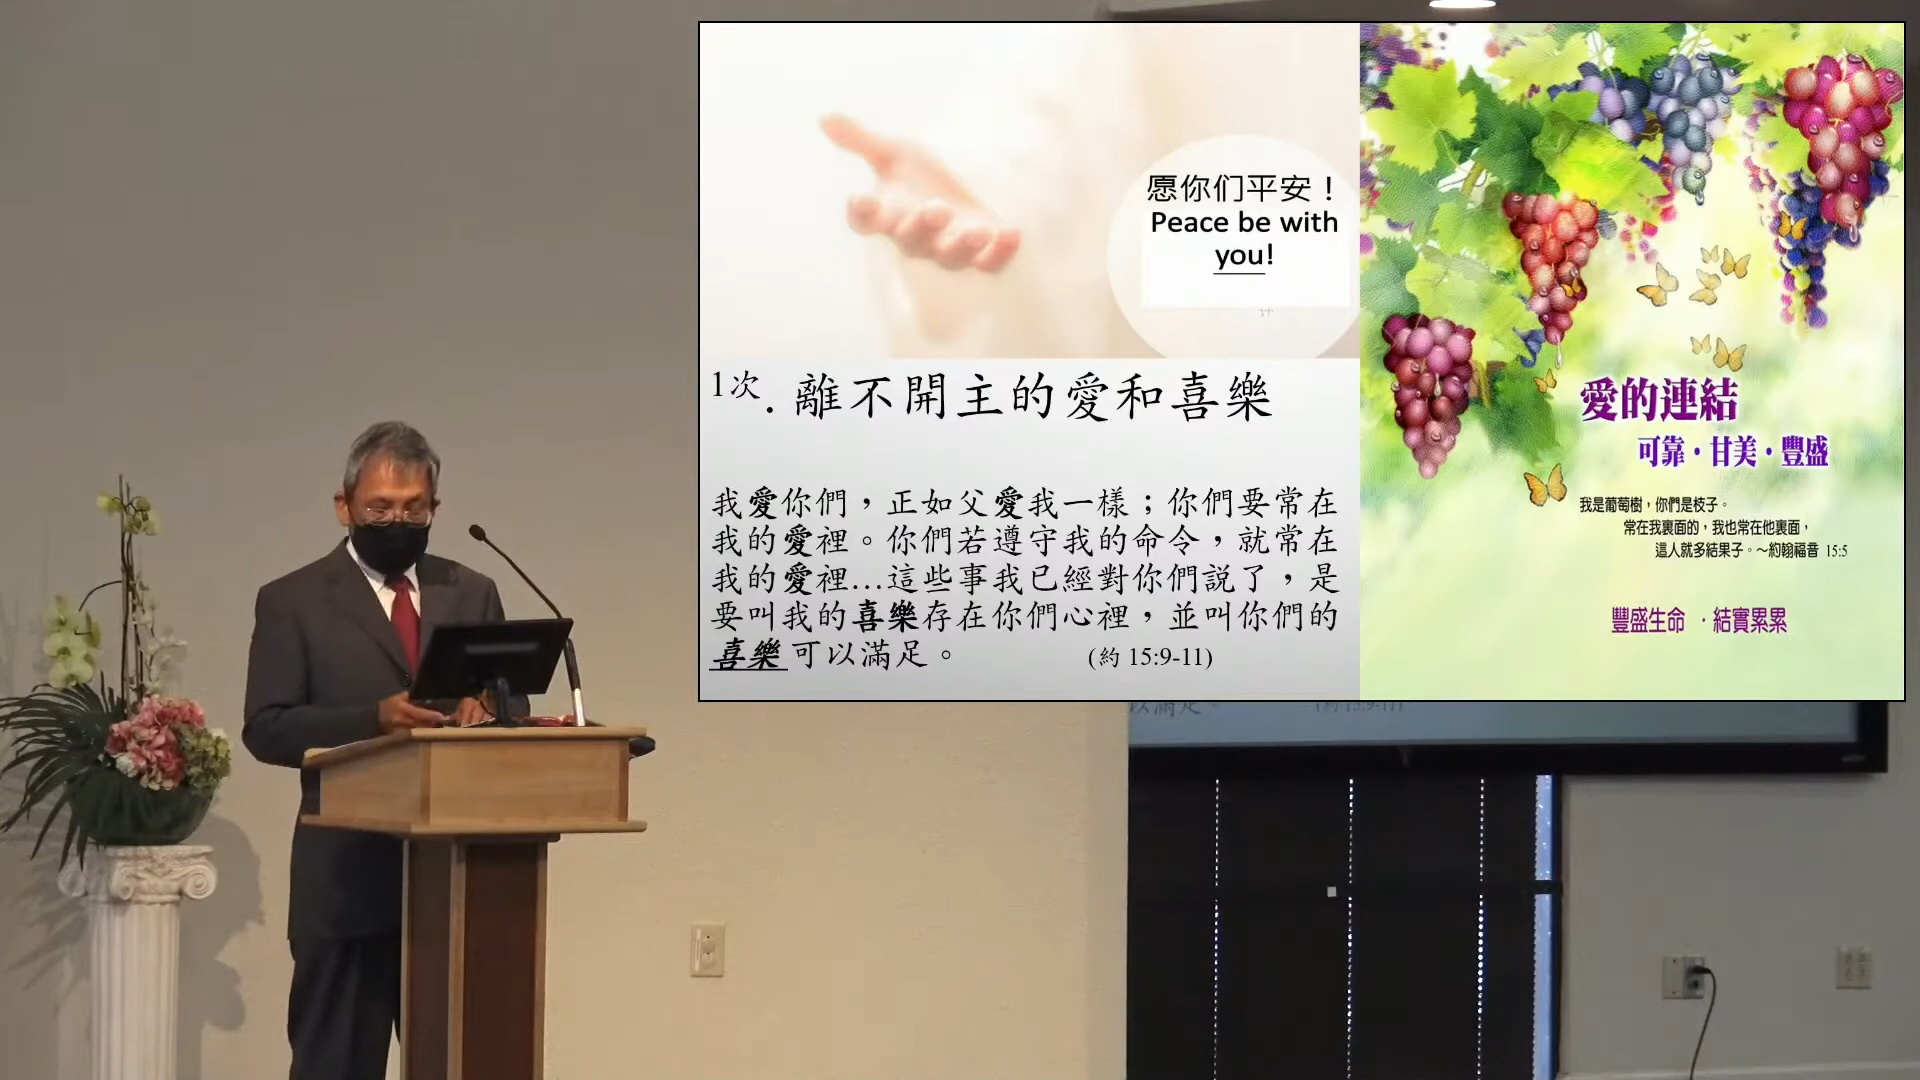 愿你们平安！
Peace be with
you!
1次. 離不開主的愛和喜樂
我愛你們，正如父愛我一樣；你們要常在
我的愛裡。你們若遵守我的命令，就常在
我的愛裡...這些事我已經對你們説了，是
要叫我的喜樂存在你們心裡，並叫你們的
喜樂可以滿足。 (約 15:9-11)
愛的連結
可靠・甘美・豐盛
我是葡萄樹，你們是枝子。
常在我裏面的，我也常在他裏面，
這人就多結果子。～約翰福音 15:5
豐盛生命 ・結實累累